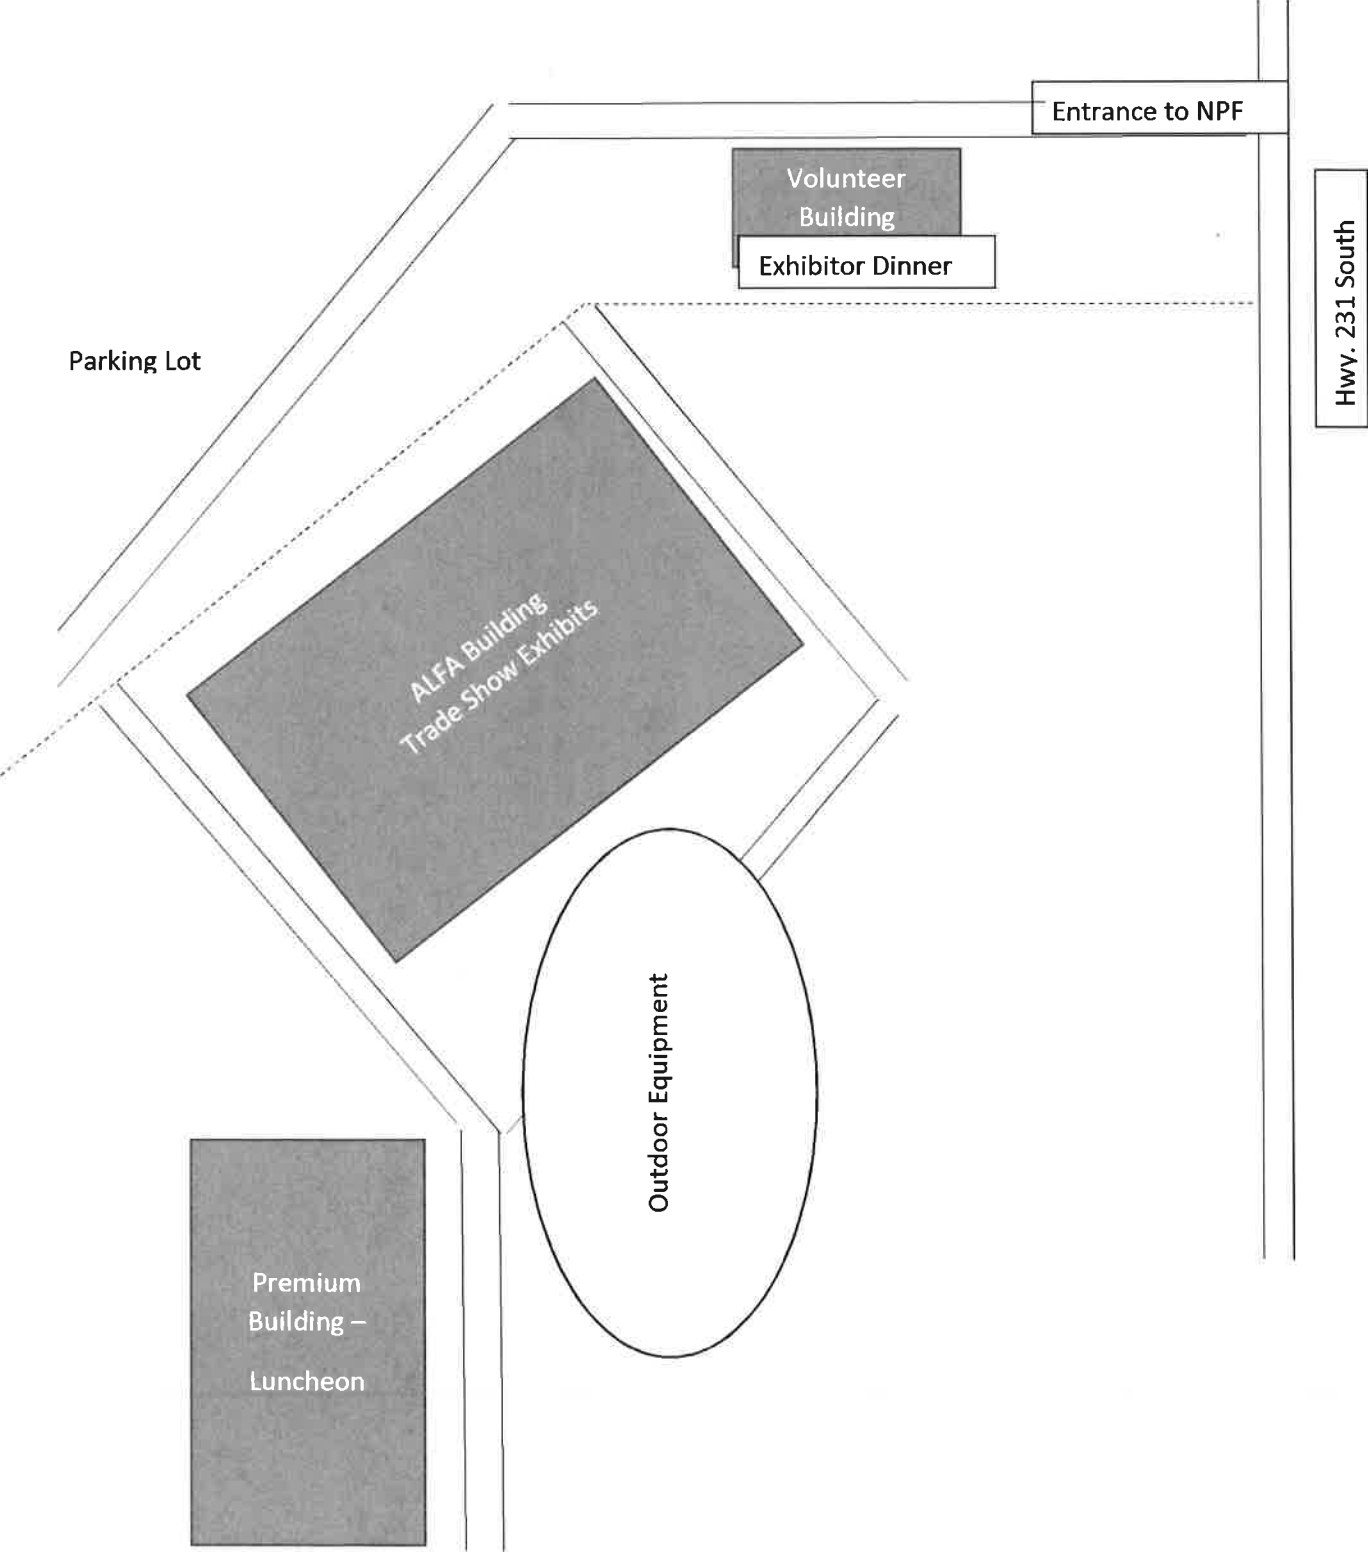 Entrance to NPF
Volunteer
Building
Exhibitor Dinner
Hwy. 231 South
Parking Lot
ALFA Building
Trade Show Exhibits
Outdoor Equipment
Premium
Building –
Luncheon